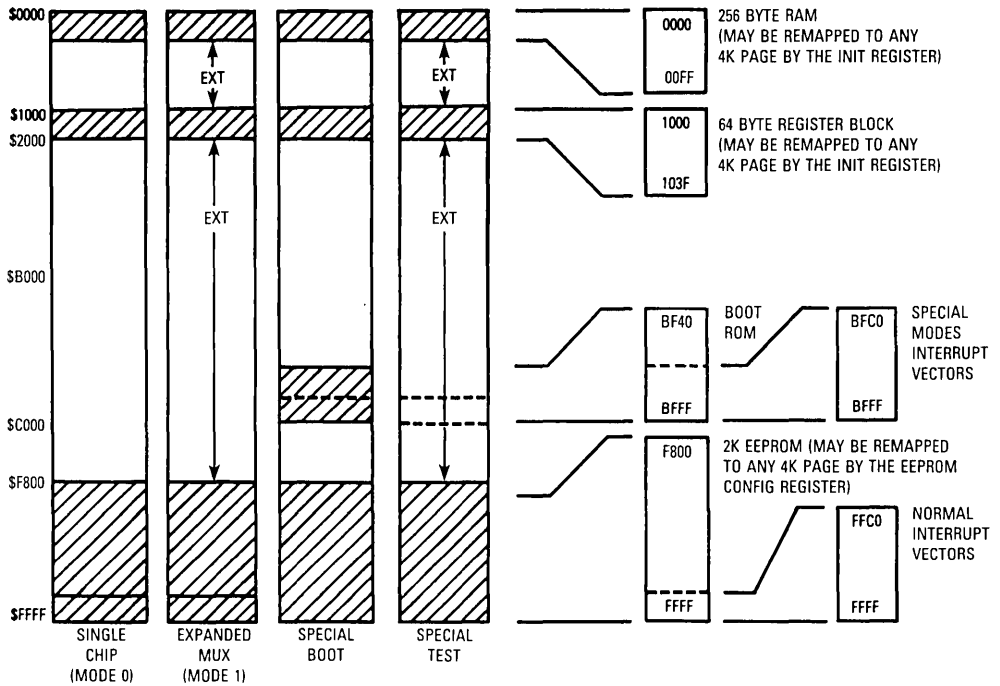 $0000
$1000
$2000
$B000
$C000
$F800
$FFFF
EXT
EXT
EXT
EXT
SINGLE
CHIP
(MODE 0)
EXPANDED
MUX
(MODE 1)
SPECIAL
BOOT
SPECIAL
TEST
0000
00FF
256 BYTE RAM
(MAY BE REMAPPED TO ANY
4K PAGE BY THE INIT REGISTER)
1000
103F
64 BYTE REGISTER BLOCK
(MAY BE REMAPPED TO ANY
4K PAGE BY THE INIT REGISTER)
BF40
BFFF
BOOT
ROM
BFC0
BFFF
SPECIAL
MODES
INTERRUPT
VECTORS
F800
FFFF
2K EEPROM (MAY BE REMAPPED
TO ANY 4K PAGE BY THE EEPROM
CONFIG REGISTER)
FFC0
FFFF
NORMAL
INTERRUPT
VECTORS